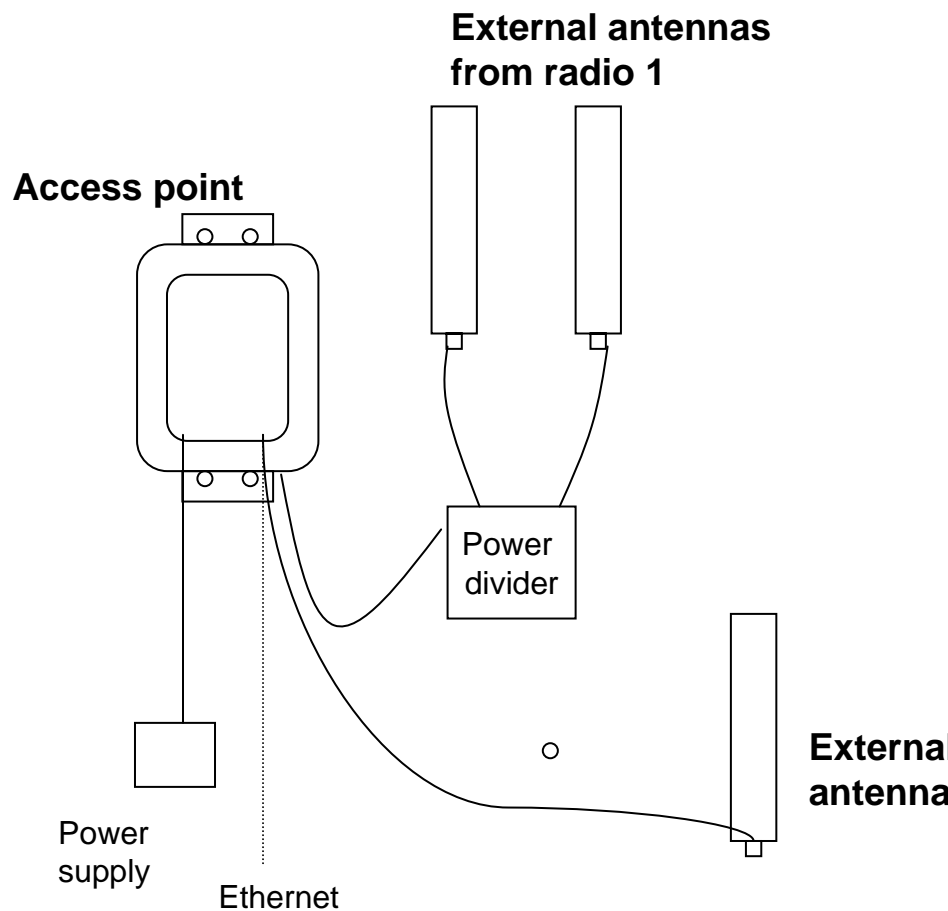 External antennas
from radio 1
Access point
Power
divider
External
antenna
Power
supply
Ethernet